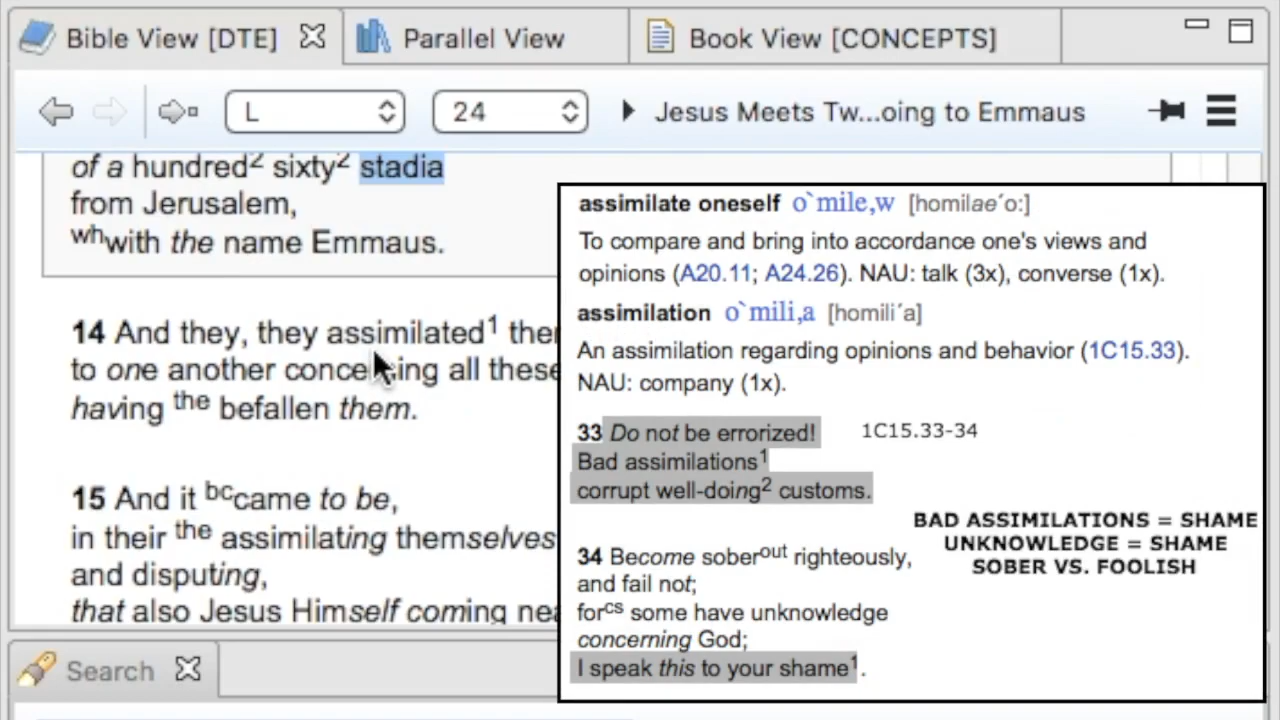 Bible View [DTE]
Parallel View
Book View [CONCEPTS]
L
24
Jesus Meets Tw...oing to Emmaus
of a hundred² sixty² stadia
from Jerusalem,
whwith the name Emmaus.
14 And they, they assimilated¹
to one another concerning all these
having the befallen them.
15 And it bccame to be,
in their the assimilating themselves
and disputing,
that also Jesus Himself coming
Search
assimilate oneself o`mile,w [homilae´o:]
To compare and bring into accordance one's views and
opinions (A20.11; A24.26). NAU: talk (3x), converse (1x).
assimilation o`mili,a [homili´a]
An assimilation regarding opinions and behavior (1C15.33).
NAU: company (1x).
33 Do not be errorized! 1C15.33-34
Bad assimilations¹
corrupt well-doing² customs.
BAD ASSIMILATIONS = SHAME
UNKNOWLEDGE = SHAME
SOBER VS. FOOLISH
34 Become soberout righteously,
and fail not;
forcs some have unknowledge
concerning God;
I speak this to your shame¹.